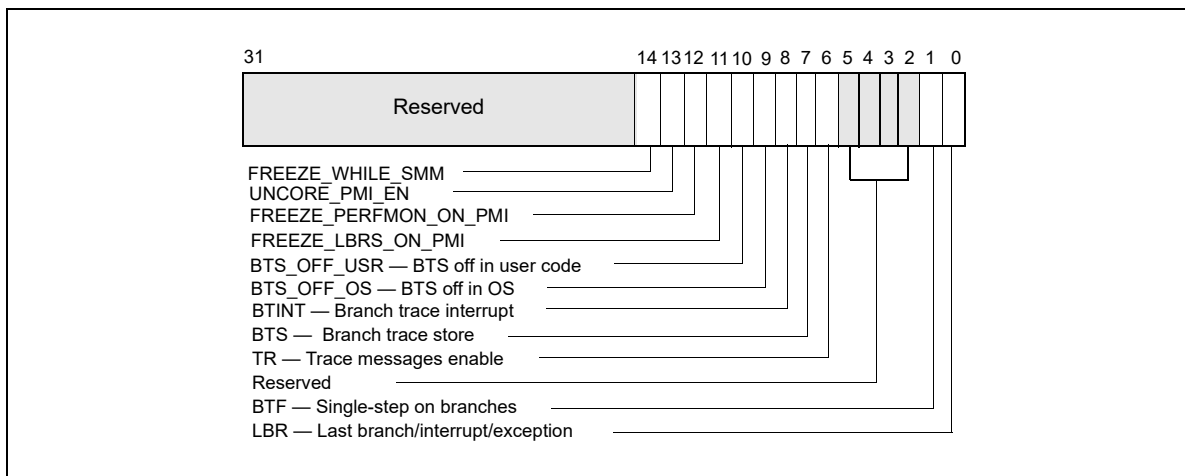 31 14 13 12 11 10 9 8 7 6 5 4 3 2 1 0
Reserved
FREEZE_WHILE_SMM
UNCORE_PMI_EN
FREEZE_PERFMON_ON_PMI
FREEZE_LBRS_ON_PMI
BTS_OFF_USR — BTS off in user code
BTS_OFF_OS — BTS off in OS
BTINT — Branch trace interrupt
BTS — Branch trace store
TR — Trace messages enable
Reserved
BTF — Single-step on branches
LBR — Last branch/interrupt/exception